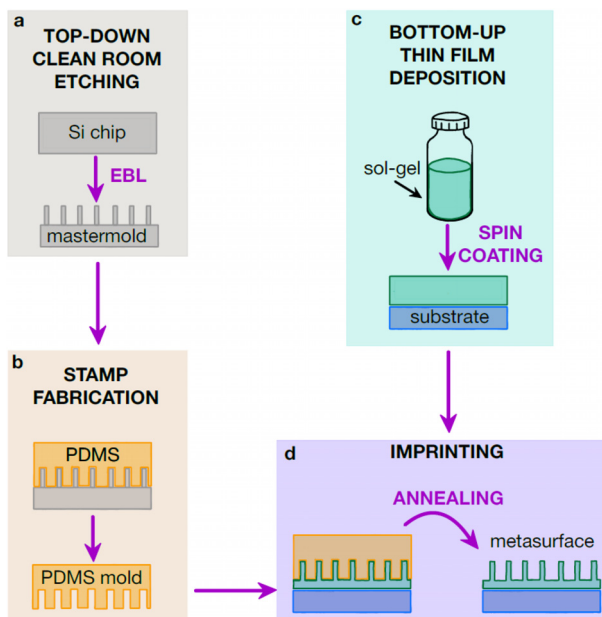 a
TOP-DOWN
CLEAN ROOM
ETCHING
Si chip
EBL
mastermold
b
STAMP
FABRICATION
PDMS
PDMS mold
c
BOTTOM-UP
THIN FILM
DEPOSITION
sol-gel
SPIN
COATING
substrate
d
IMPRINTING
ANNEALING
metasurface